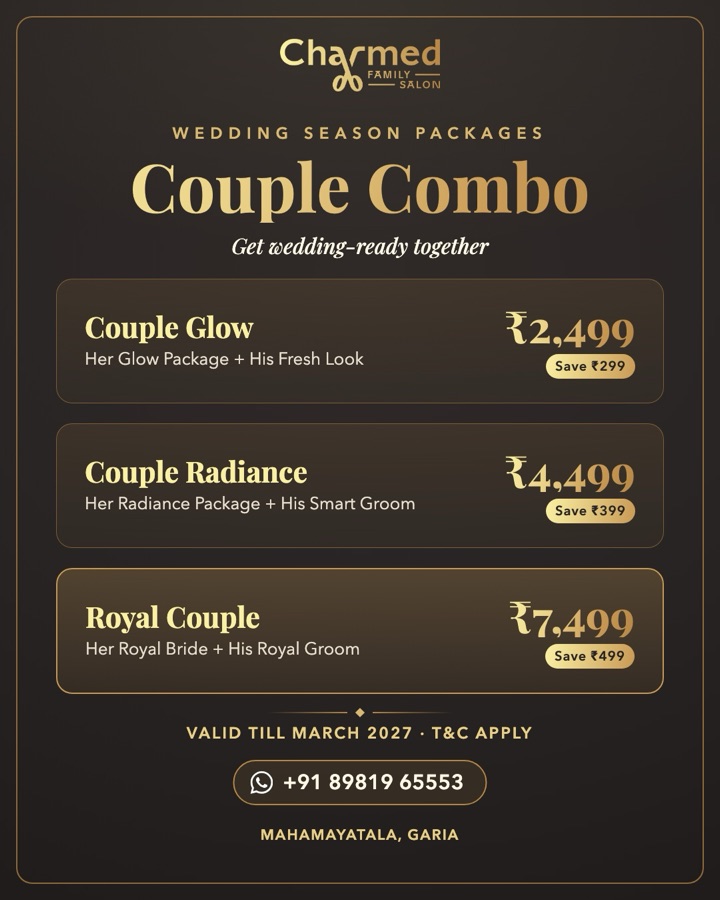 Charmed
FAMILY
SALON
WEDDING SEASON PACKAGES
Couple Combo
Get wedding-ready together
Couple Glow
Her Glow Package + His Fresh Look
₹2,499
Save ₹299
Couple Radiance
Her Radiance Package + His Smart Groom
₹4,499
Save ₹399
Royal Couple
Her Royal Bride + His Royal Groom
₹7,499
Save ₹499
VALID TILL MARCH 2027 · T&C APPLY
+91 89819 65553
MAHAMAYATALA, GARIA